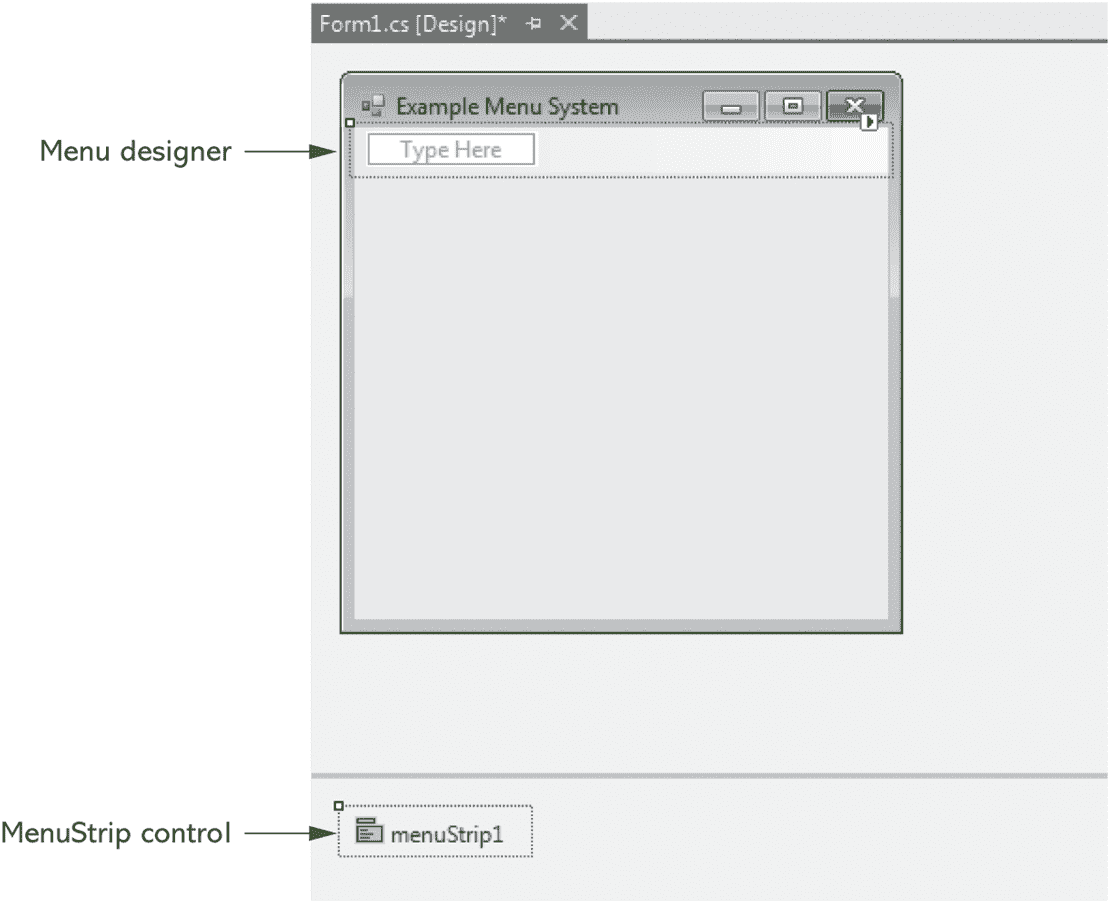 Form1.cs [Design]*
Example Menu System
Menu designer
Type Here
MenuStrip control
menuStrip1